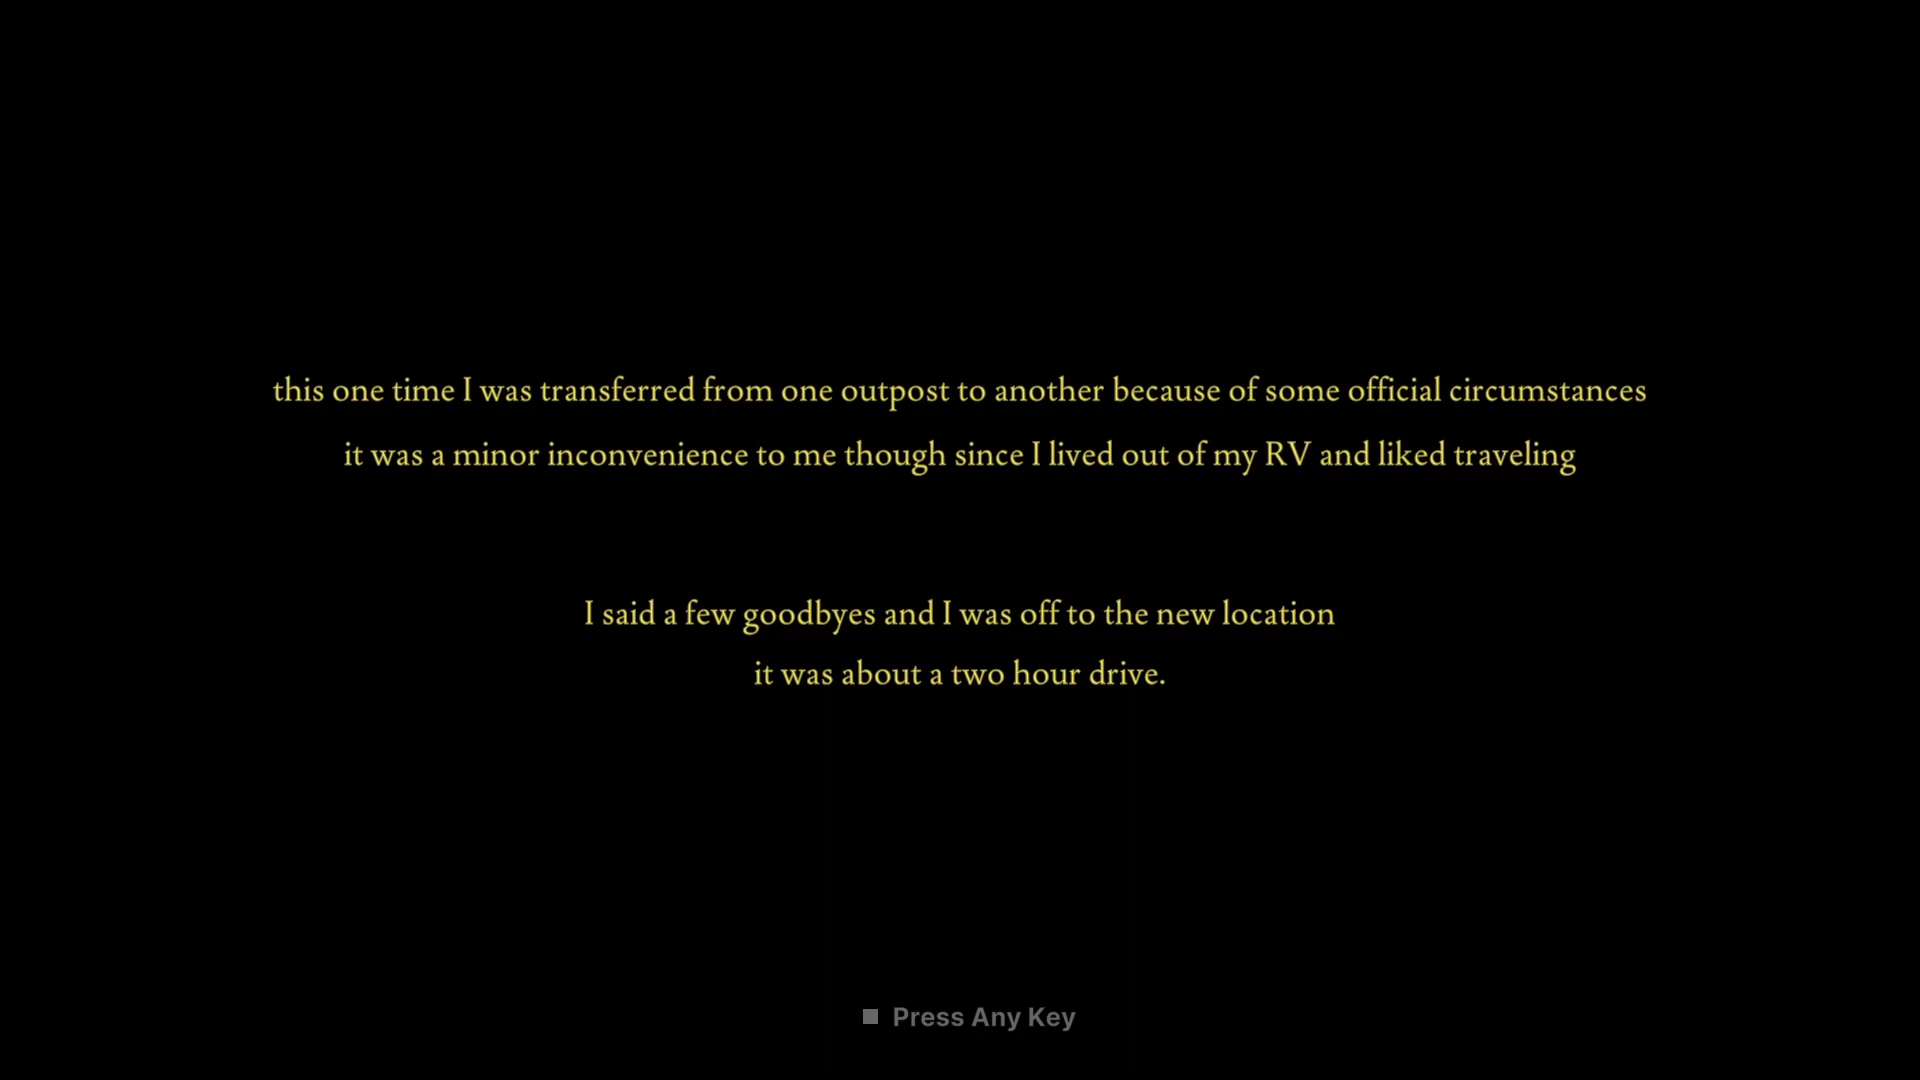 this one time I was transferred from one outpost to another because of some official circumstances
it was a minor inconvenience to me though since I lived out of my RV and liked traveling
I said a few goodbyes and I was off to the new location
it was about a two hour drive.
Press Any Key